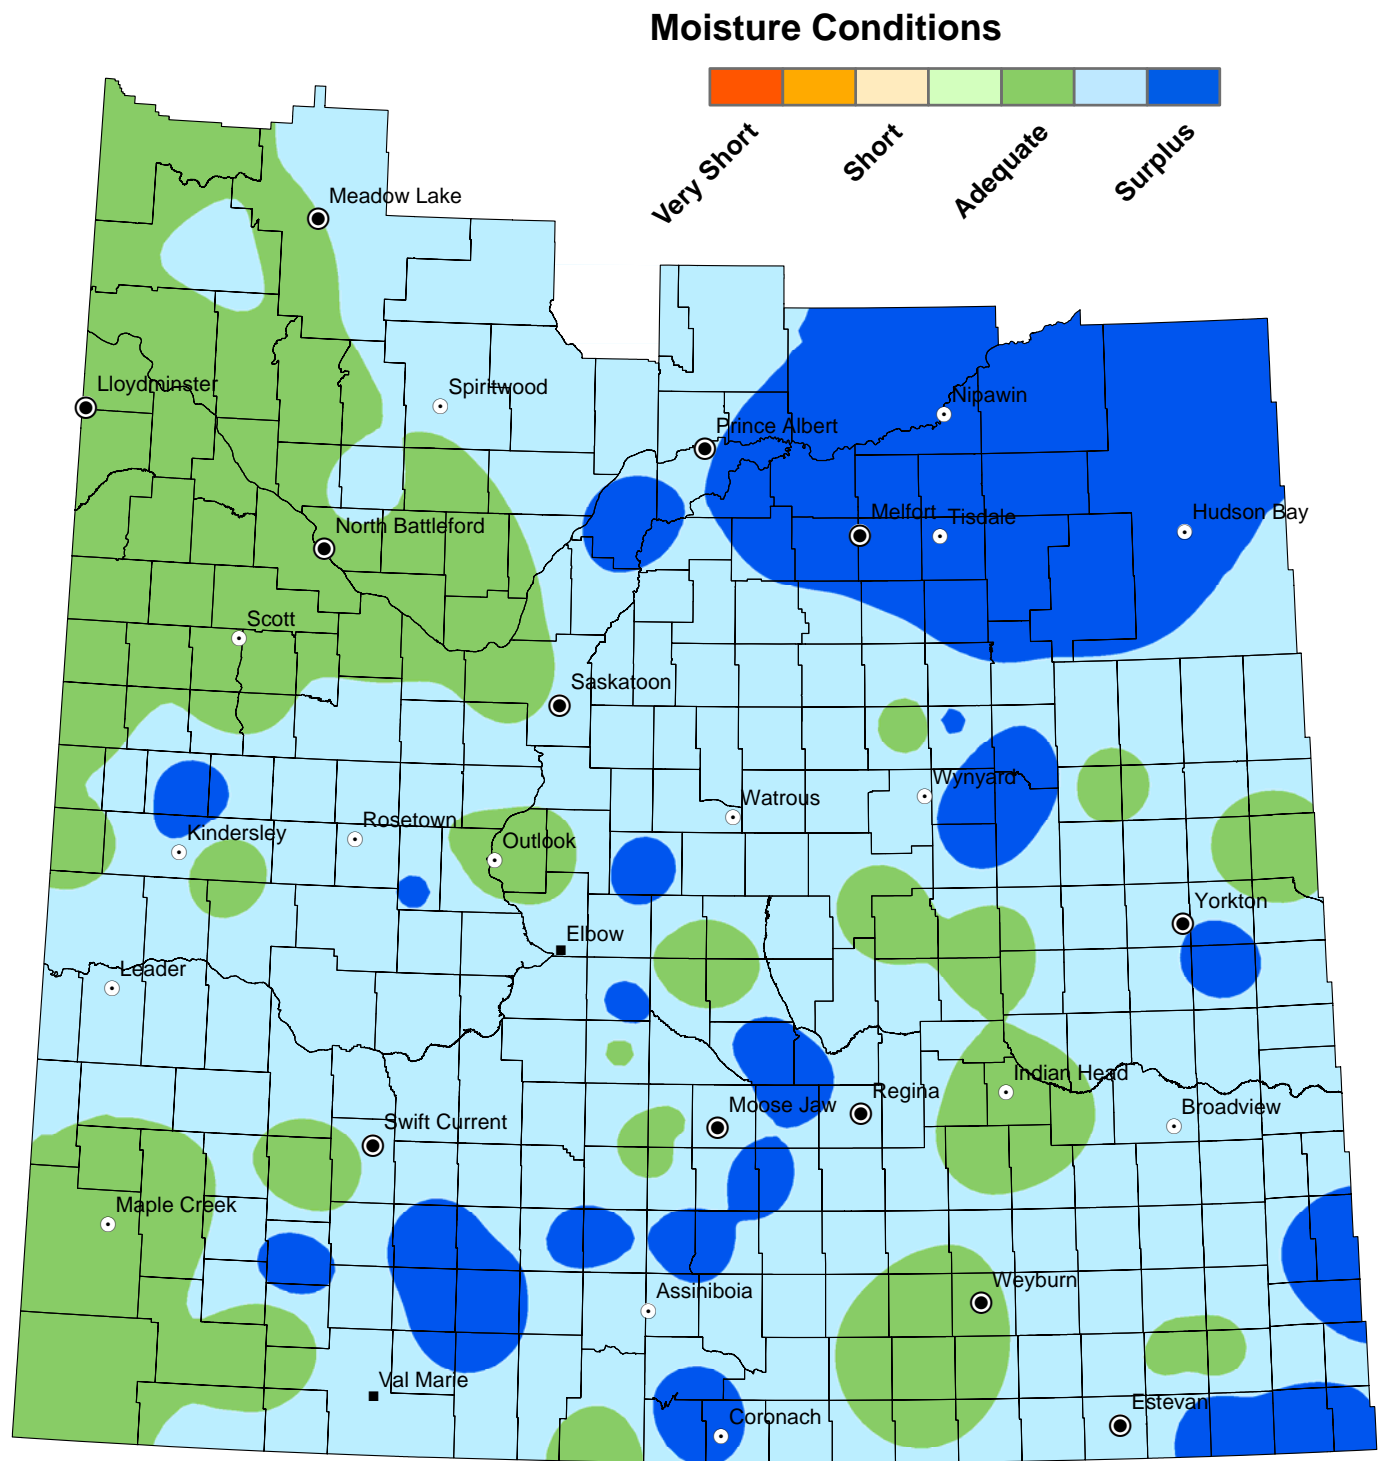 Moisture Conditions
Very Short
Short
Adequate
Surplus
Meadow Lake
Lloydminster
Spiritwood
Nipawin
Prince Albert
North Battleford
Melfort
Tisdale
Hudson Bay
Scott
Saskatoon
Wynyard
Watrous
Kindersley
Rosetown
Outlook
Yorkton
Elbow
Leader
Indian Head
Regina
Moose Jaw
Broadview
Swift Current
Maple Creek
Weyburn
Assiniboia
Val Marie
Estevan
Coronach